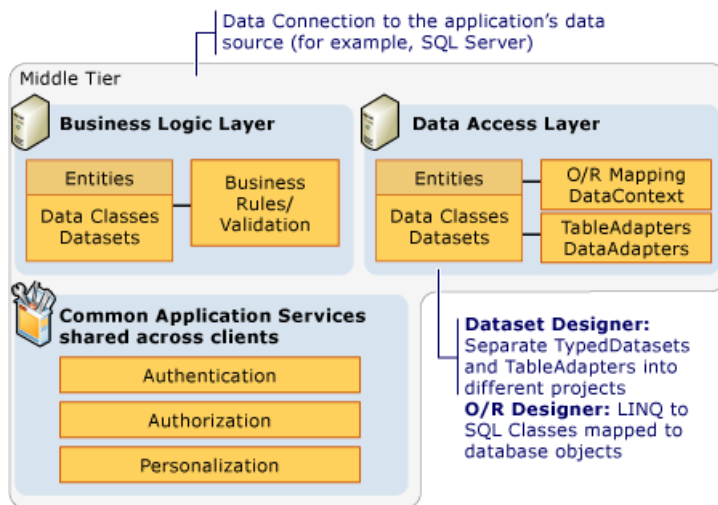 Data Connection to the application's data
source (for example, SQL Server)
Middle Tier
Business Logic Layer
Entities
Data Classes
Datasets
Business
Rules/
Validation
Data Access Layer
Entities
Data Classes
Datasets
O/R Mapping
DataContext
TableAdapters
DataAdapters
Common Application Services
shared across clients
Authentication
Authorization
Personalization
Dataset Designer:
Separate TypedDatasets
and TableAdapters into
different projects
O/R Designer: LINQ to
SQL Classes mapped to
database objects